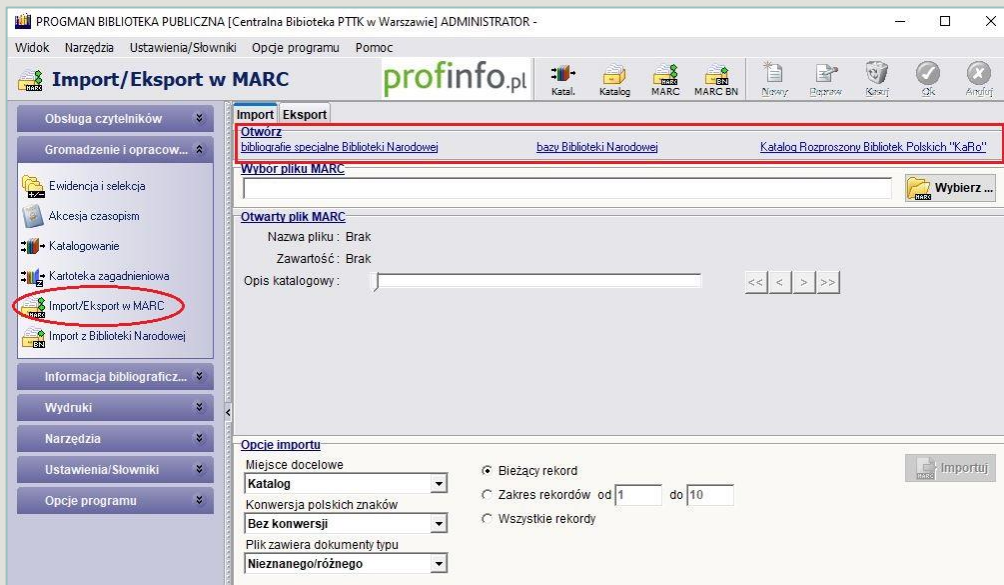 PROGMAN BIBLIOTEKA PUBLICZNA [Centralna Bibioteka PTTK w Warszawie] ADMINISTRATOR -
Widok Narzędzia Ustawienia/Słowniki Opcje programu Pomoc
Import/Eksport w MARC
profinfo.pl
Katal. Katalog MARC MARC BN Nowy Popraw Kasuj Ok Anuluj
Obsługa czytelników
Gromadzenie i opracow...
Ewidencja i selekcja
Akcesja czasopism
Katalogowanie
Kartoteka zagadnieniowa
Import/Eksport w MARC
Import z Biblioteki Narodowej
Informacja bibliograficz...
Wydruki
Narzędzia
Ustawienia/Słowniki
Opcje programu
Import Eksport
Otwórz
bibliografie specjalne Biblioteki Narodowej bazy Biblioteki Narodowej Katalog Rozproszony Bibliotek Polskich "KaRo"
Wybór pliku MARC
Wybierz ...
Otwarty plik MARC
Nazwa pliku : Brak
Zawartość : Brak
Opis katalogowy :
<< < > >>
Opcje importu
Miejsce docelowe
Katalog
Konwersja polskich znaków
Bez konwersji
Plik zawiera dokumenty typu
Nieznanego/różnego
Bieżący rekord
Zakres rekordów od 1 do 10
Wszystkie rekordy
Importuj